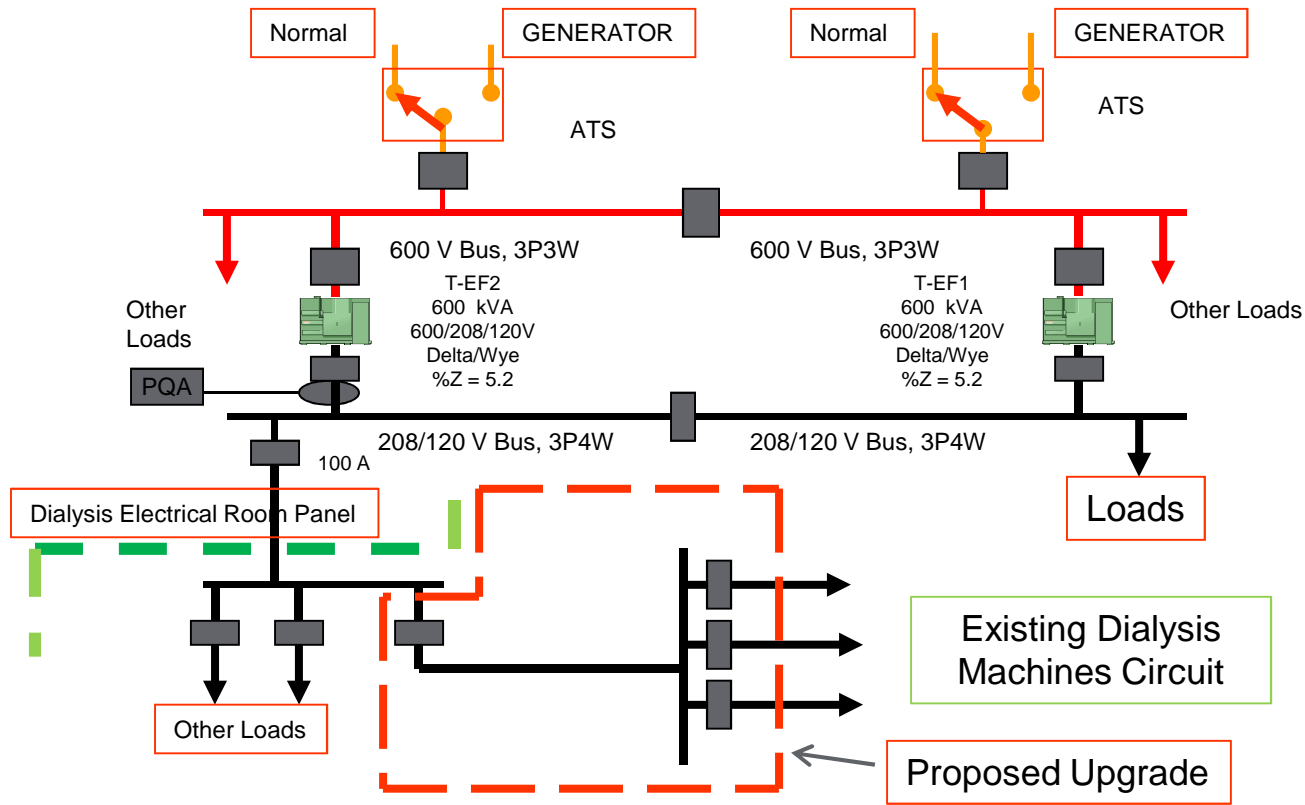 Normal
GENERATOR
Normal
GENERATOR
ATS
ATS
600 V Bus, 3P3W
600 V Bus, 3P3W
T-EF2
600 kVA
600/208/120V
Delta/Wye
%Z = 5.2
T-EF1
600 kVA
600/208/120V
Delta/Wye
%Z = 5.2
Other
Loads
Other Loads
PQA
208/120 V Bus, 3P4W
208/120 V Bus, 3P4W
100 A
Dialysis Electrical Room Panel
Loads
Existing Dialysis
Machines Circuit
Other Loads
Proposed Upgrade